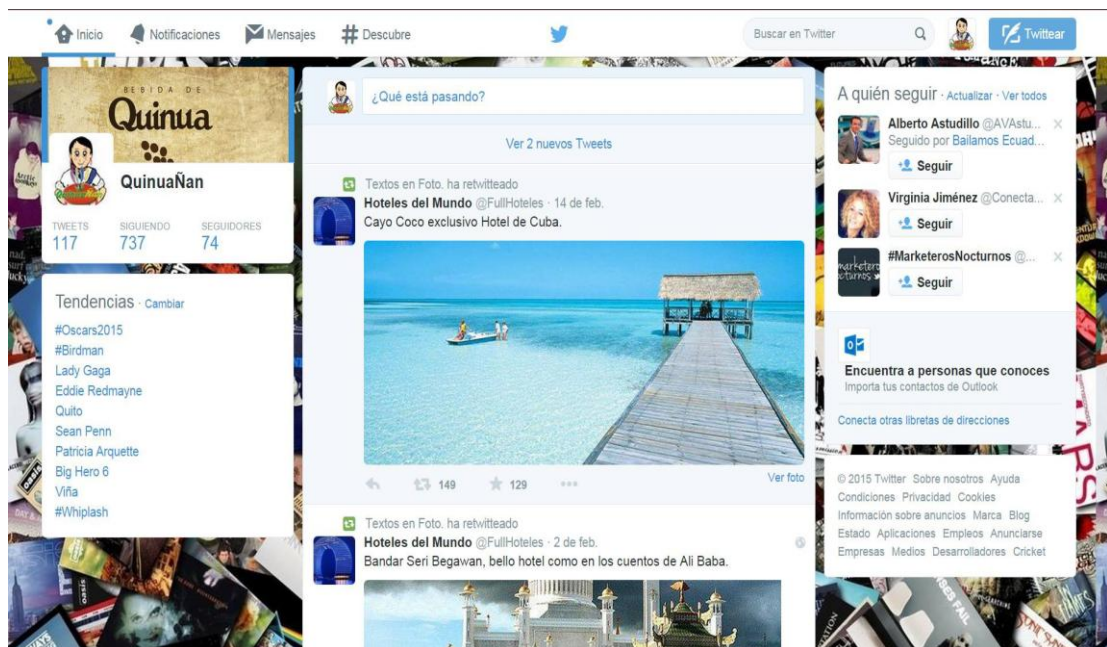 Inicio
Notificaciones
Mensajes
Descubre
Buscar en Twitter
Twittear
BEBIDA DE
Quinua
QuinuaÑan
TWEETS SIGUIENDO SEGUIDORES
117 737 74
Tendencias · Cambiar
#Oscars2015
#Birdman
Lady Gaga
Eddie Redmayne
Quito
Sean Penn
Patricia Arquette
Big Hero 6
Viña
#Whiplash
¿Qué está pasando?
Ver 2 nuevos Tweets
Textos en Foto. ha retwitteado
Hoteles del Mundo @FullHoteles · 14 de feb.
Cayo Coco exclusivo Hotel de Cuba.
149 129
Ver foto
Textos en Foto. ha retwitteado
Hoteles del Mundo @FullHoteles · 2 de feb.
Bandar Seri Begawan, bello hotel como en los cuentos de Ali Baba.
A quién seguir · Actualizar · Ver todos
Alberto Astudillo @AVAstu...
Seguido por Bailamos Ecuad...
Seguir
Virginia Jiménez @Conecta...
Seguir
#MarketerosNocturnos @...
Seguir
Encuentra a personas que conoces
Importa tus contactos de Outlook
Conecta otras libretas de direcciones
© 2015 Twitter Sobre nosotros Ayuda
Condiciones Privacidad Cookies
Información sobre anuncios Marca Blog
Estado Aplicaciones Empleos Anunciarse
Empresas Medios Desarrolladores Cricket